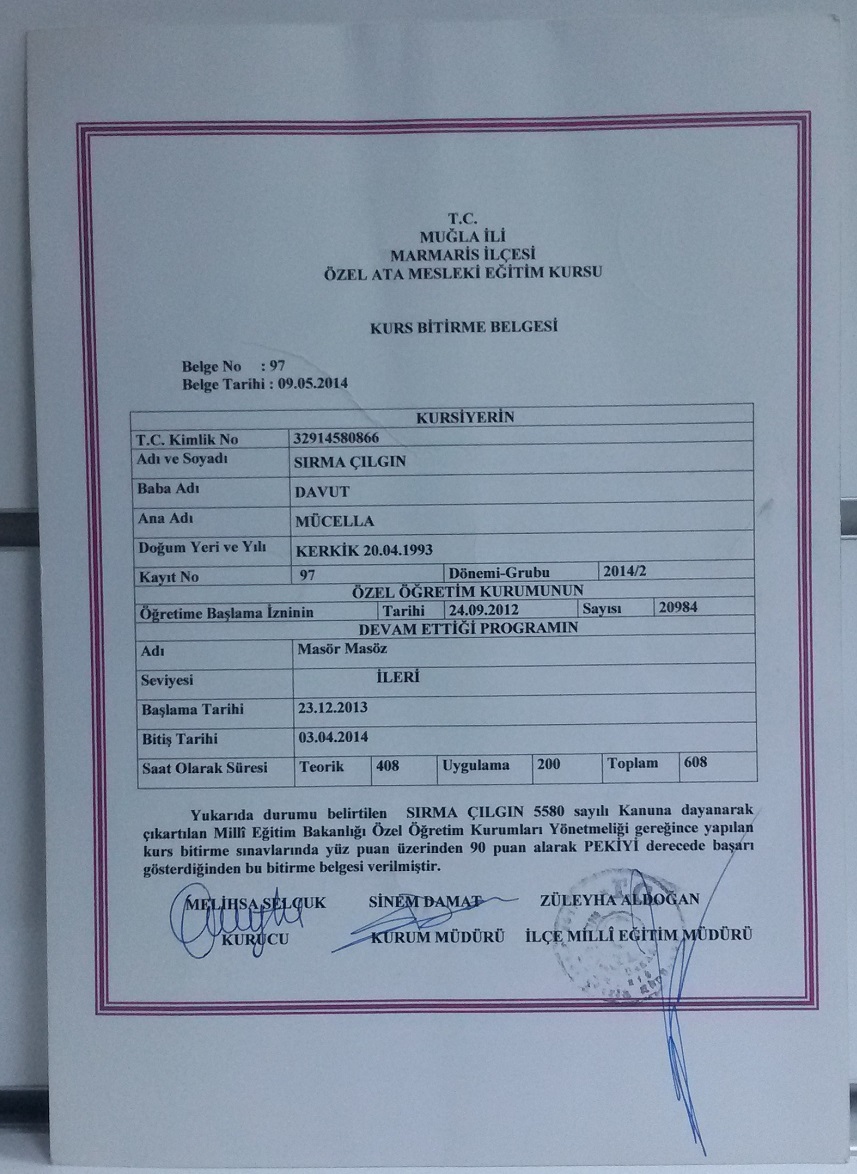 T.C.
MUĞLA İLİ
MARMARİS İLÇESİ
ÖZEL ATA MESLEKİ EĞİTİM KURSU
KURS BİTİRME BELGESİ
Belge No : 97
Belge Tarihi : 09.05.2014
KURSİYERİN
T.C. Kimlik No 32914580866
Adı ve Soyadı SIRMA ÇILGIN
Baba Adı DAVUT
Ana Adı MÜCELLA
Doğum Yeri ve Yılı KERKİK 20.04.1993
Kayıt No 97 Dönemi-Grubu 2014/2
ÖZEL ÖĞRETİM KURUMUNUN
Öğretime Başlama İzninin Tarihi 24.09.2012 Sayısı 20984
DEVAM ETTİĞİ PROGRAMIN
Adı Masör Masöz
Seviyesi İLERİ
Başlama Tarihi 23.12.2013
Bitiş Tarihi 03.04.2014
Saat Olarak Süresi Teorik 408 Uygulama 200 Toplam 608
Yukarıda durumu belirtilen SIRMA ÇILGIN 5580 sayılı Kanuna dayanarak
çıkartılan Millî Eğitim Bakanlığı Özel Öğretim Kurumları Yönetmeliği gereğince yapılan
kurs bitirme sınavlarında yüz puan üzerinden 90 puan alarak PEKİYİ derecede başarı
gösterdiğinden bu bitirme belgesi verilmiştir.
MELİHSA SELÇUK SİNEM DAMAT ZÜLEYHA ALDOĞAN
KURUCU KURUM MÜDÜRÜ İLÇE MİLLÎ EĞİTİM MÜDÜRÜ